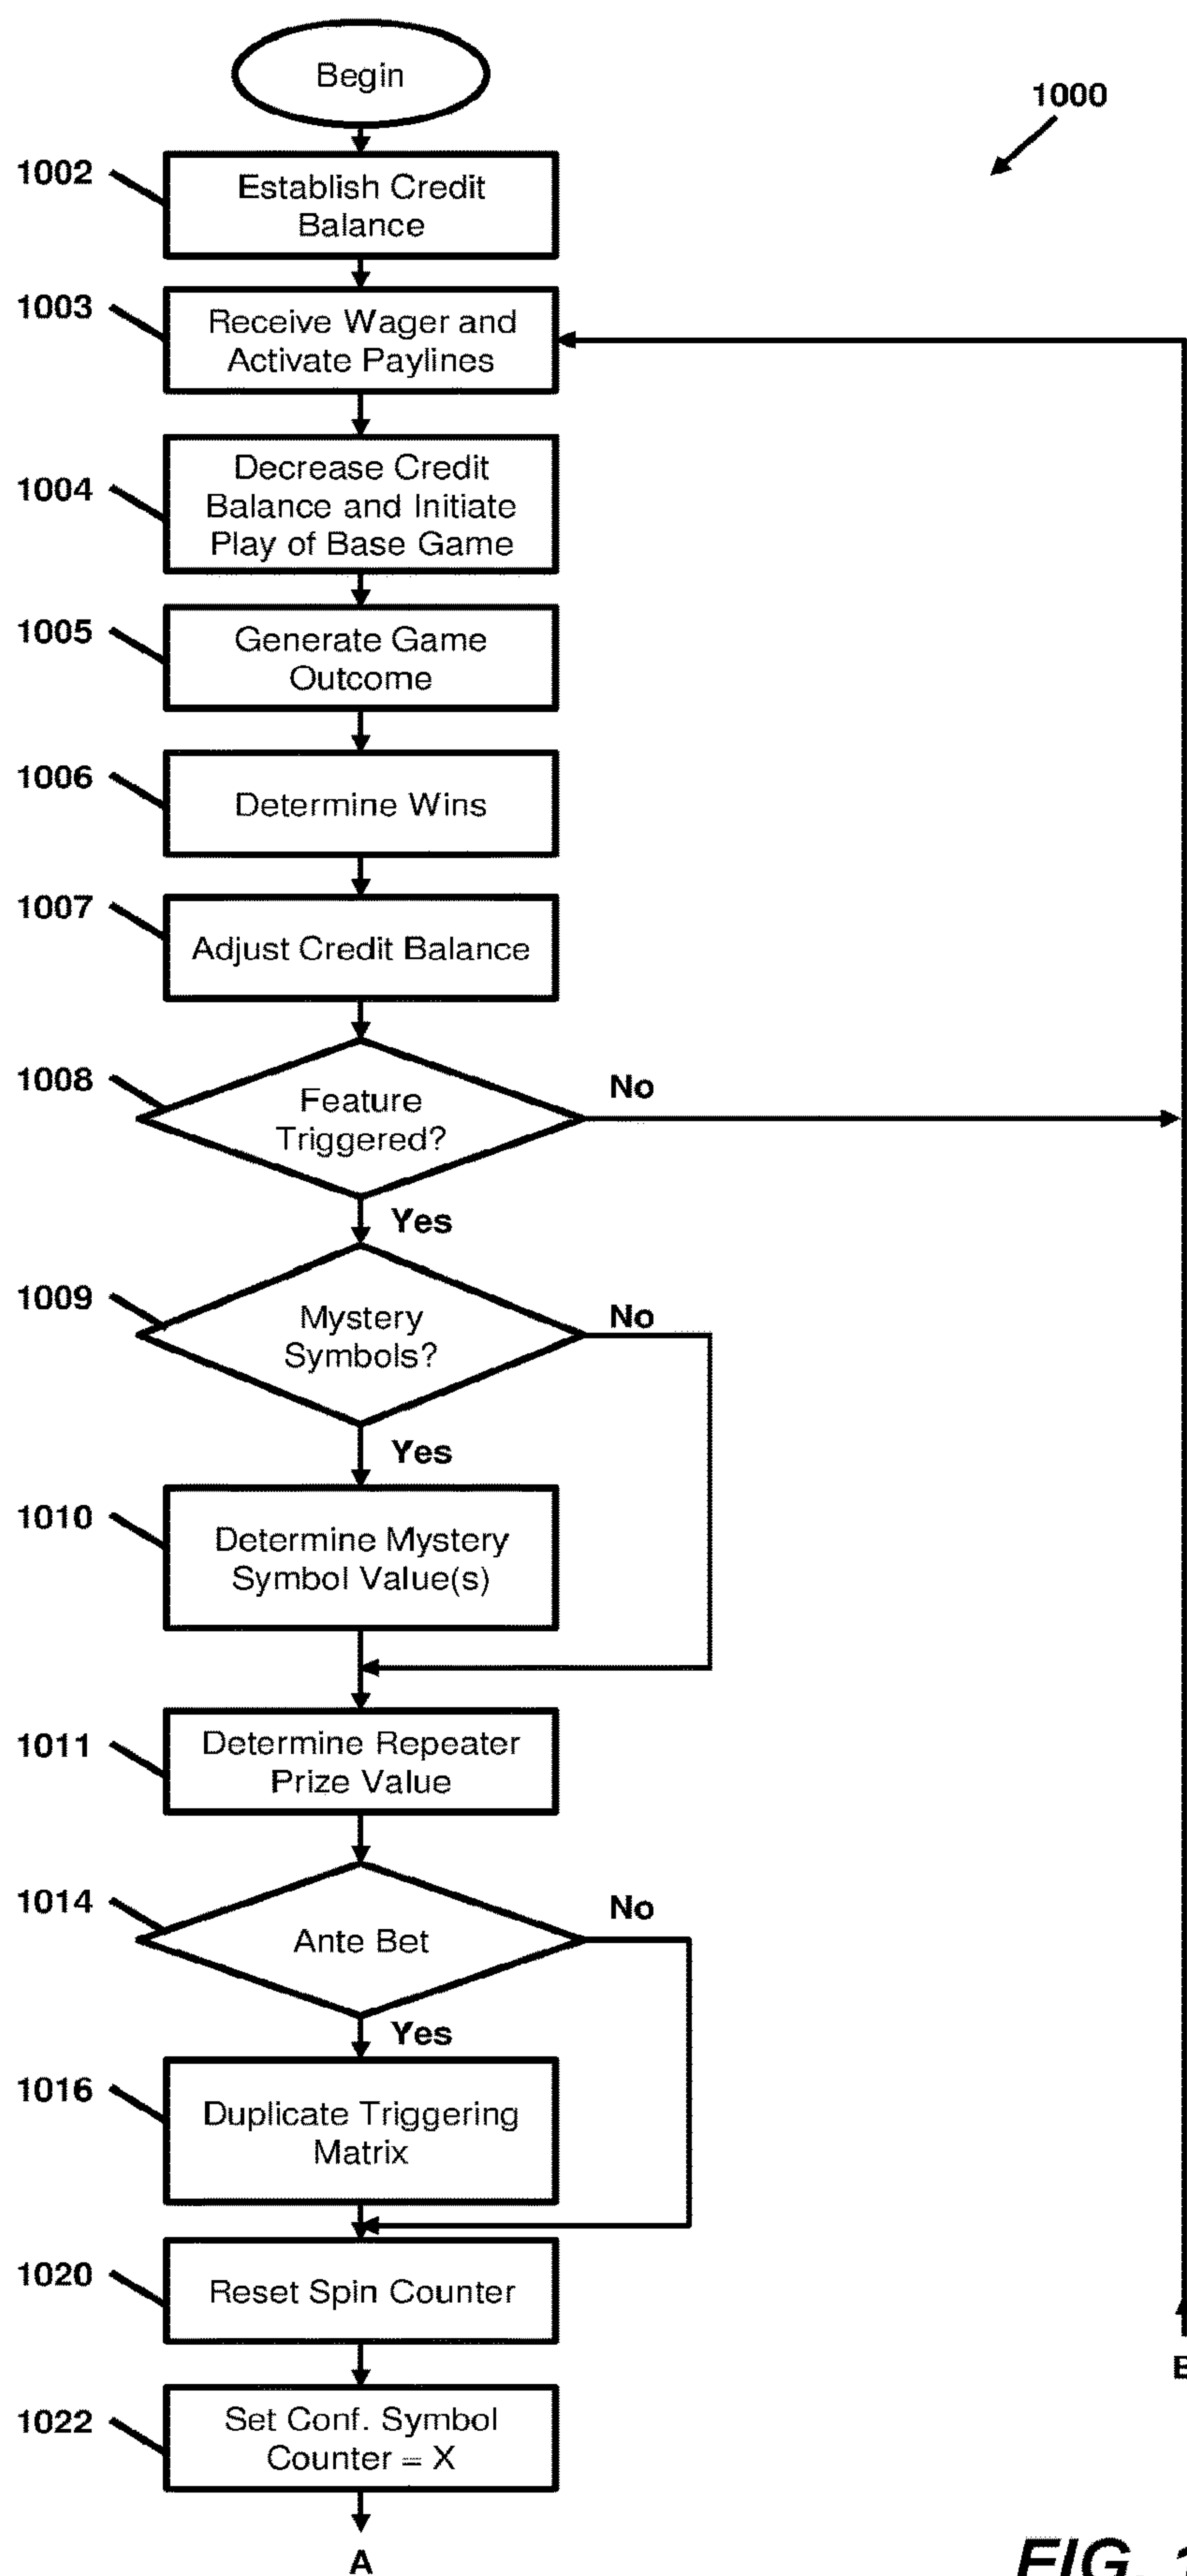 Begin
1000
1002
Establish Credit
Balance
1003
Receive Wager and
Activate Paylines
1004
Decrease Credit
Balance and Initiate
Play of Base Game
1005
Generate Game
Outcome
1006
Determine Wins
1007
Adjust Credit Balance
1008
Feature
Triggered?
No
Yes
1009
Mystery
Symbols?
No
Yes
1010
Determine Mystery
Symbol Value(s)
1011
Determine Repeater
Prize Value
1014
Ante Bet
No
Yes
1016
Duplicate Triggering
Matrix
1020
Reset Spin Counter
B
1022
Set Conf. Symbol
Counter = X
A
FIG.